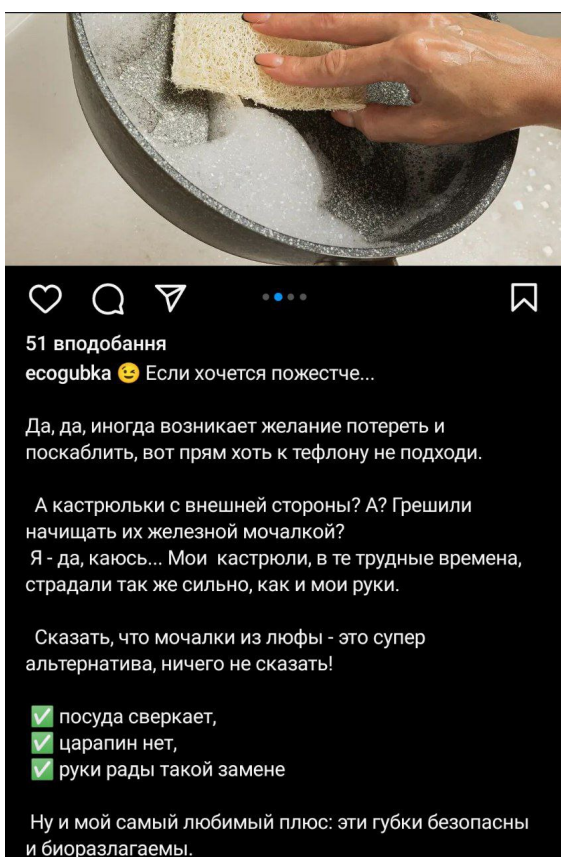 51 вподобання
ecogubka 😉 Если хочется пожестче...
Да, да, иногда возникает желание потереть и
поскаблить, вот прям хоть к тефлону не подходи.
А кастрюльки с внешней стороны? А? Грешили
начищать их железной мочалкой?
Я - да, каюсь... Мои кастрюли, в те трудные времена,
страдали так же сильно, как и мои руки.
Сказать, что мочалки из люфы - это супер
альтернатива, ничего не сказать!
✅ посуда сверкает,
✅ царапин нет,
✅ руки рады такой замене
Ну и мой самый любимый плюс: эти губки безопасны
и биоразлагаемы.